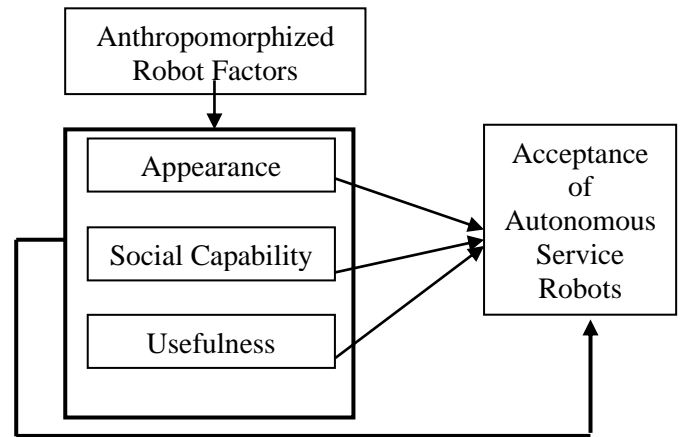 Anthropomorphized
Robot Factors
Appearance
Social Capability
Usefulness
Acceptance
of
Autonomous
Service
Robots